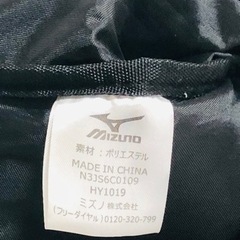 MIZUNO
素材：ポリエステル
MADE IN CHINA
N3JS6C0109
HY1019
ミズノ株式会社
(フリーダイヤル)0120-320-799